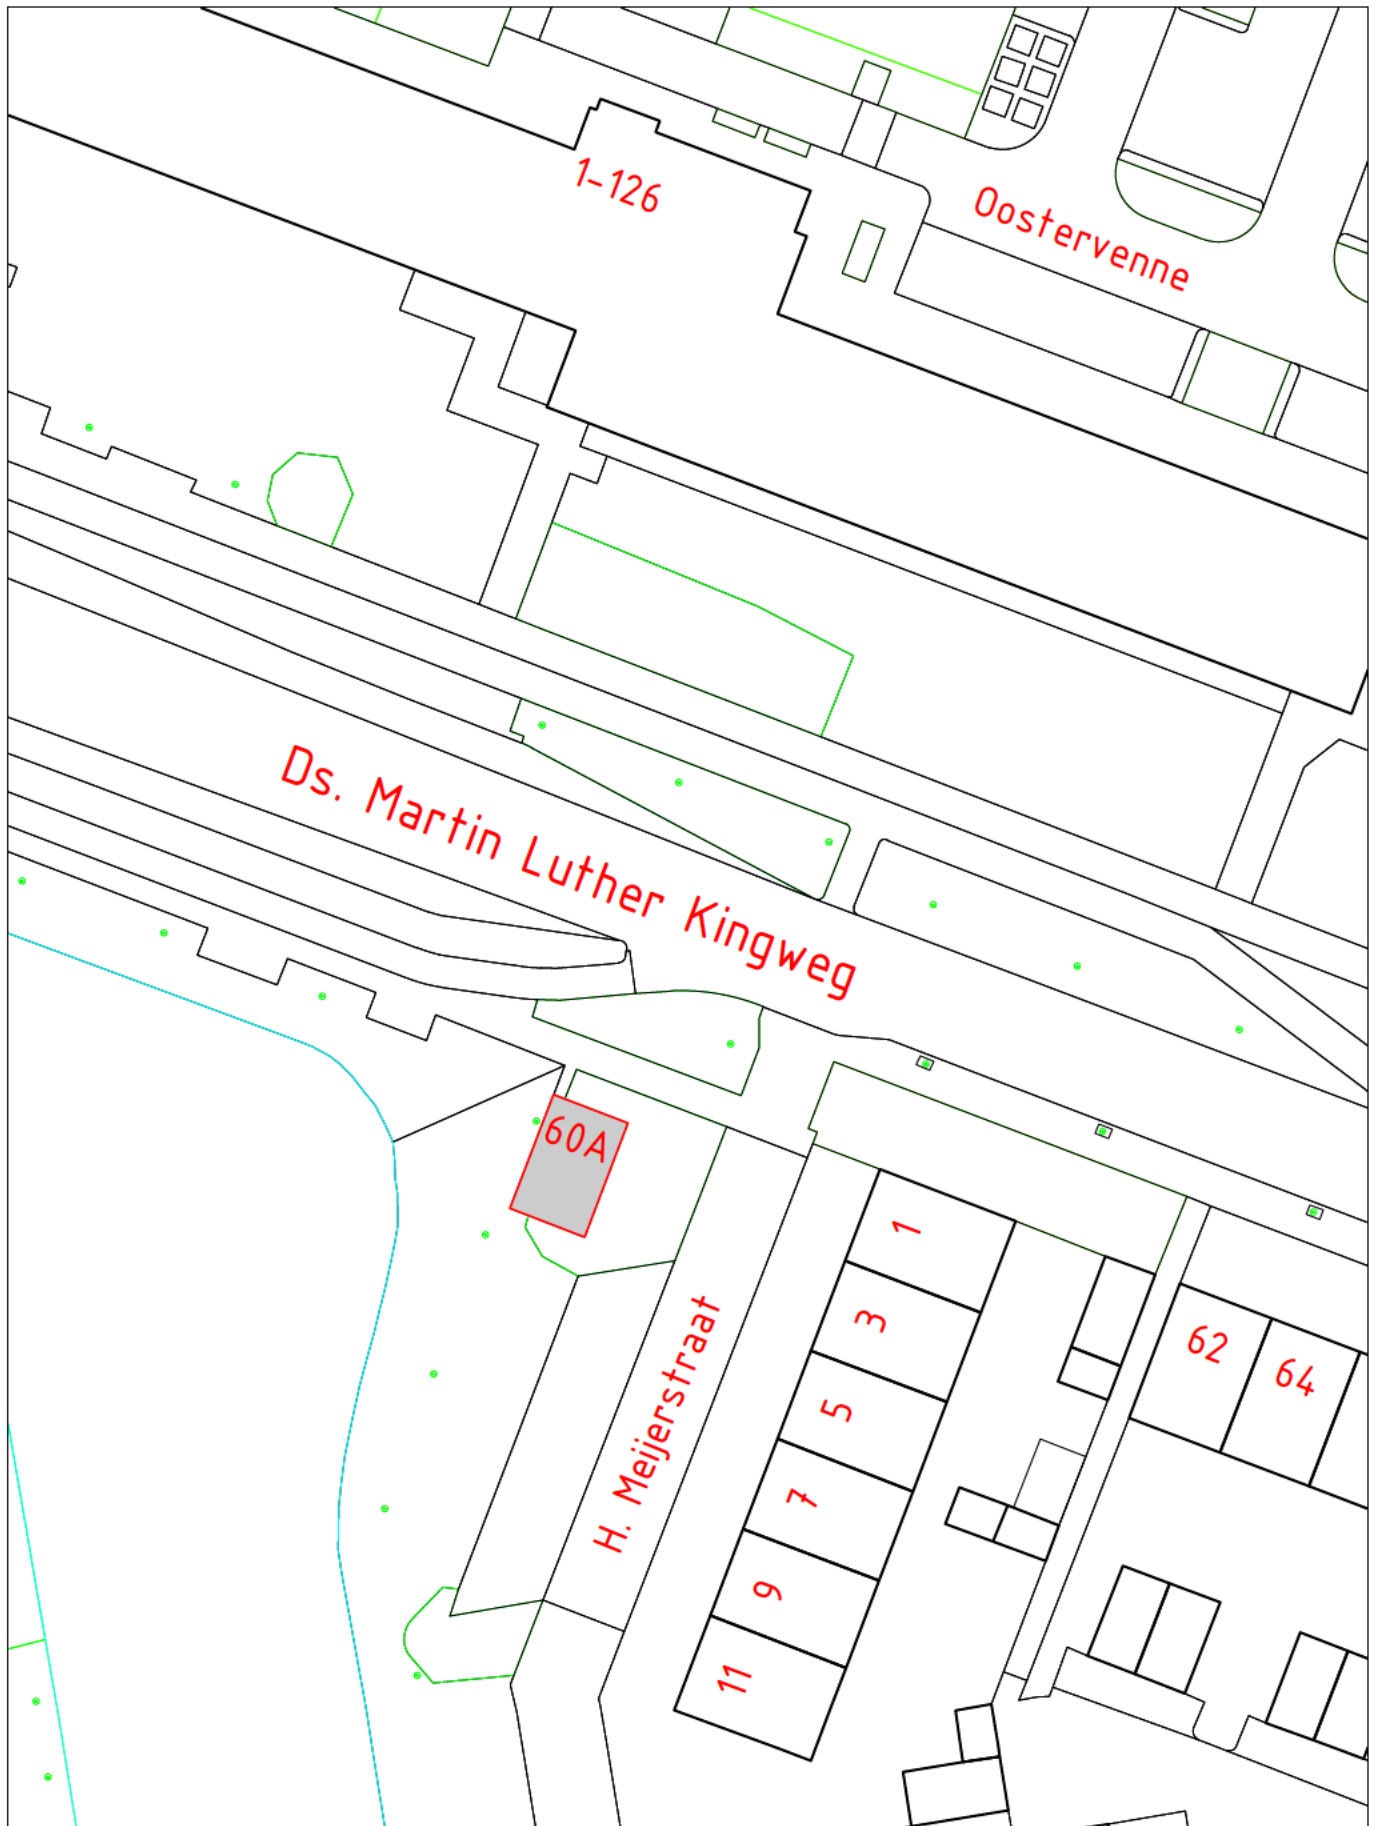 1-126
Oostervenne
Ds. Martin Luther Kingweg
60A
1
3
62
64
5
H. Meijerstraat
7
9
11